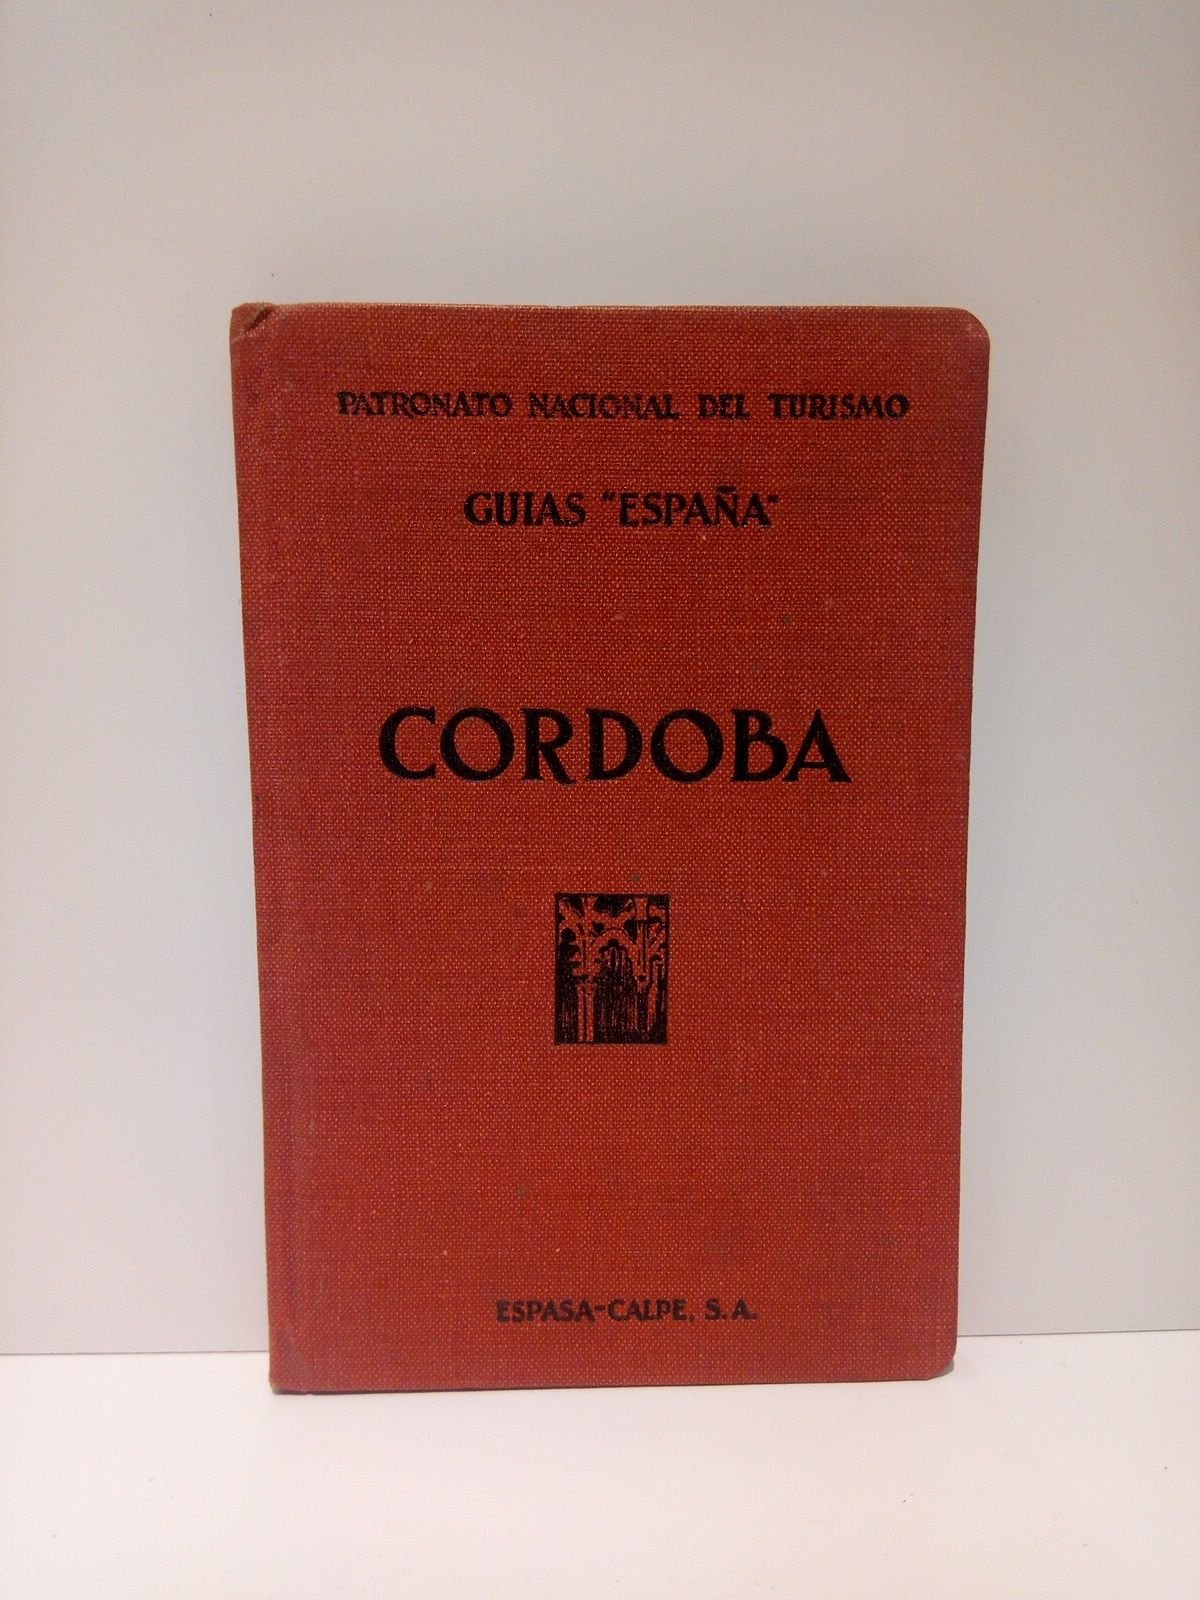 PATRONATO NACIONAL DEL TURISMO
GUIAS "ESPAÑA"
CORDOBA
ESPASA-CALPE, S.A.